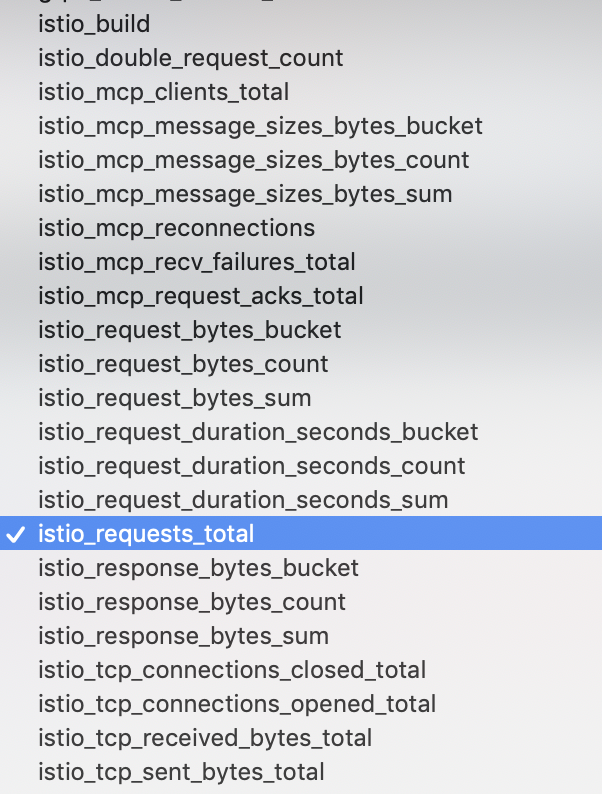 istio_build
istio_double_request_count
istio_mcp_clients_total
istio_mcp_message_sizes_bytes_bucket
istio_mcp_message_sizes_bytes_count
istio_mcp_message_sizes_bytes_sum
istio_mcp_reconnections
istio_mcp_recv_failures_total
istio_mcp_request_acks_total
istio_request_bytes_bucket
istio_request_bytes_count
istio_request_bytes_sum
istio_request_duration_seconds_bucket
istio_request_duration_seconds_count
istio_request_duration_seconds_sum
✓ istio_requests_total
istio_response_bytes_bucket
istio_response_bytes_count
istio_response_bytes_sum
istio_tcp_connections_closed_total
istio_tcp_connections_opened_total
istio_tcp_received_bytes_total
istio_tcp_sent_bytes_total